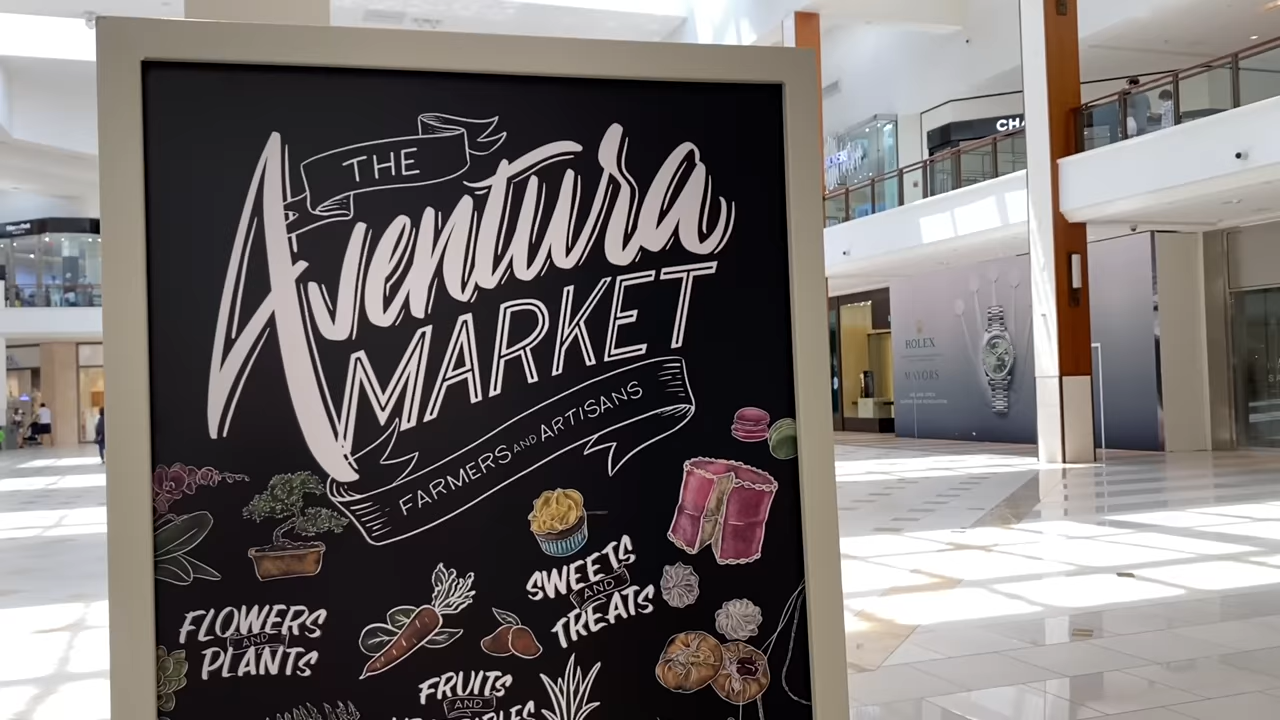 THE
Aventura
MARKET
FARMERS AND ARTISANS
SWEETS
AND
TREATS
FLOWERS
AND
PLANTS
FRUITS
AND
ROLEX
MAYORS